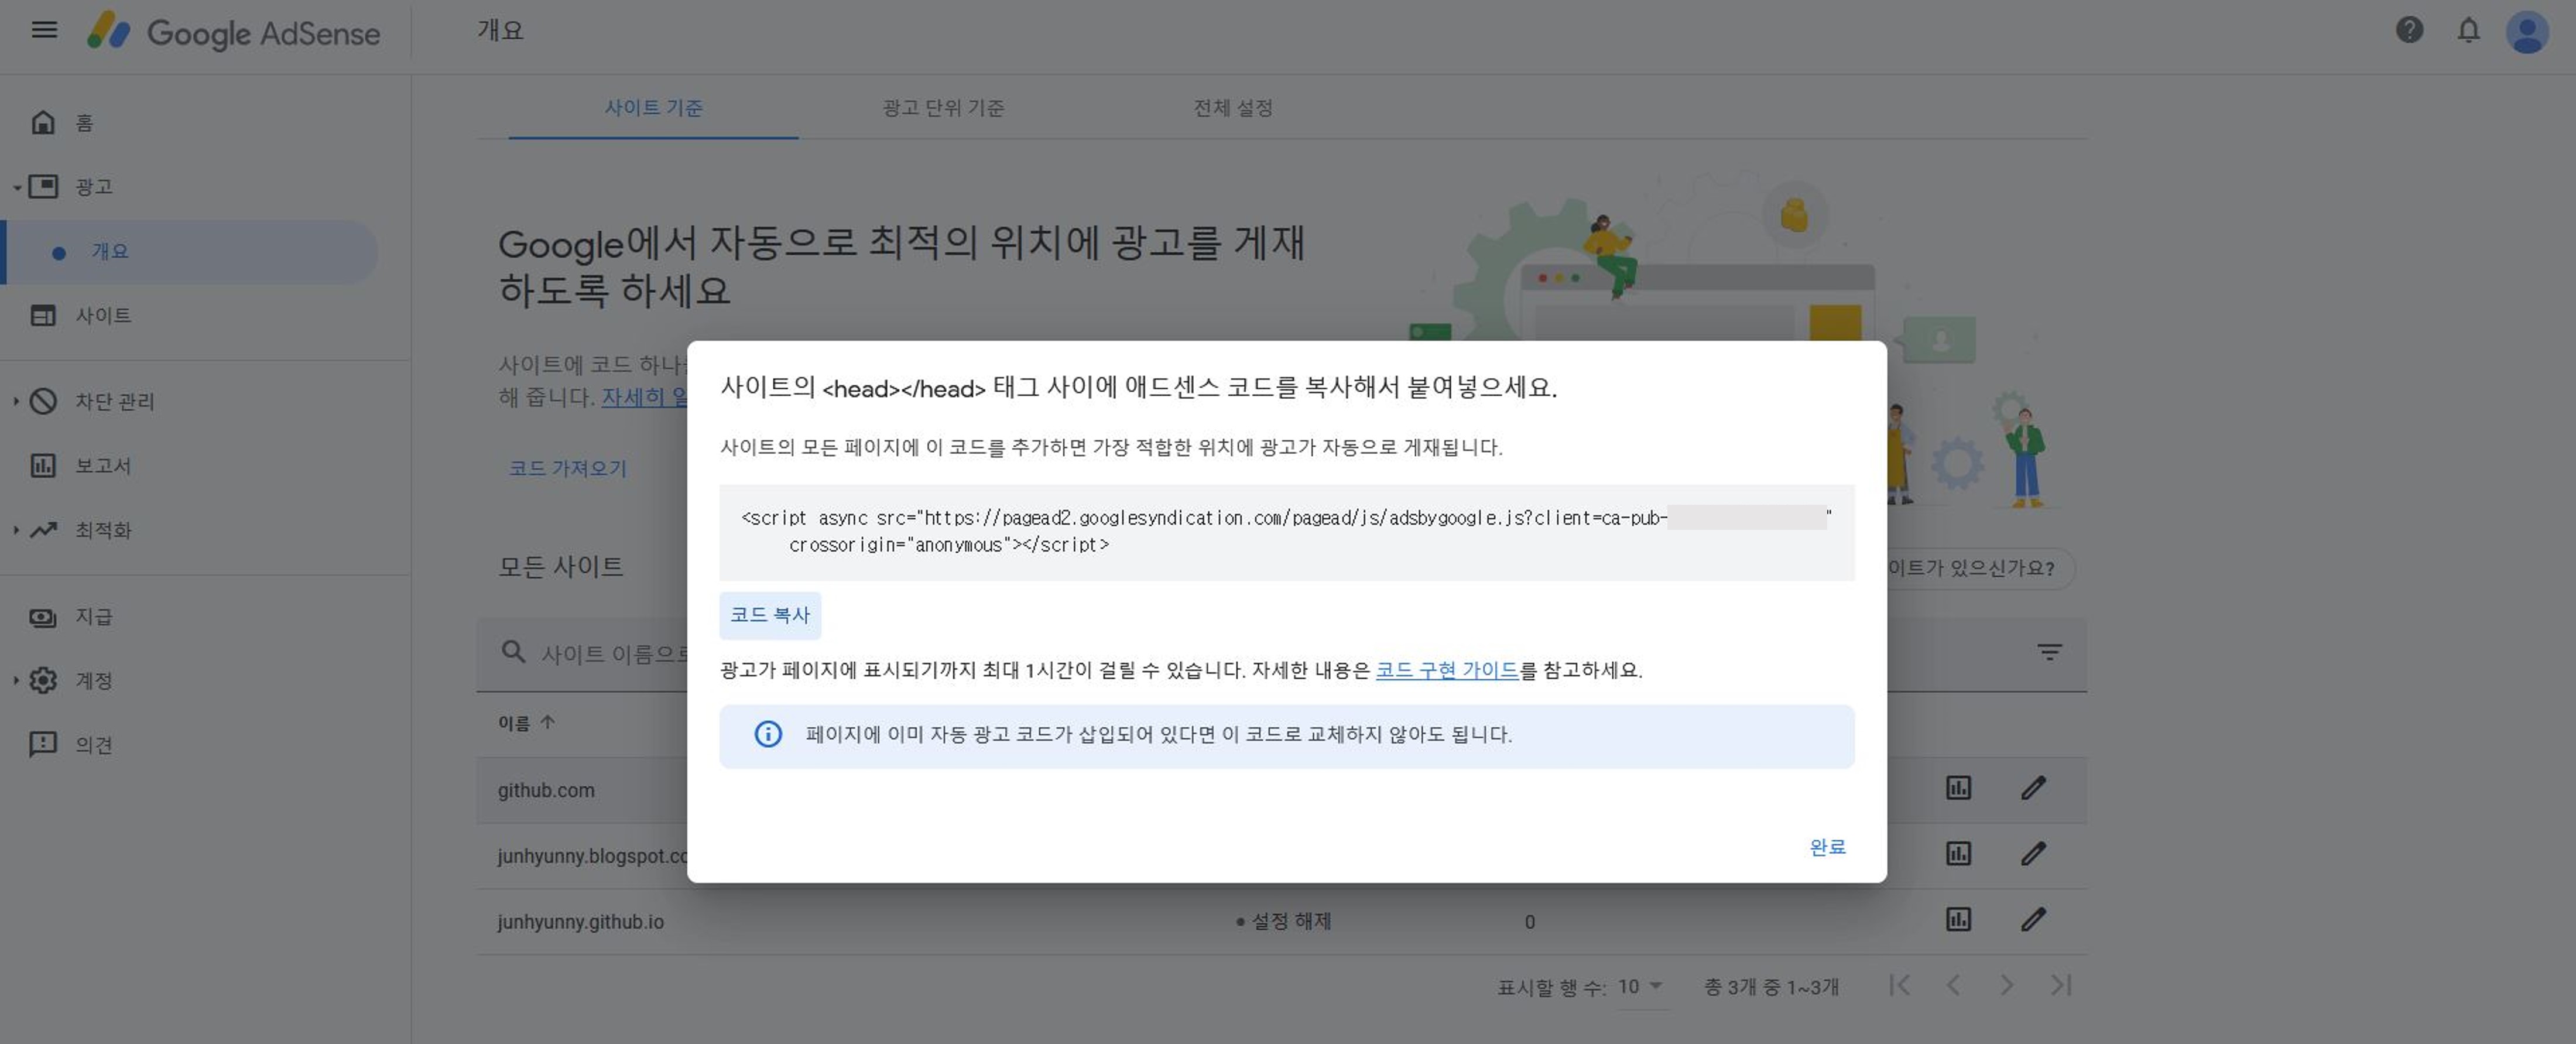 Google AdSense
개요
홈
광고
개요
사이트
차단 관리
보고서
최적화
지급
계정
의견
사이트 기준
광고 단위 기준
전체 설정
Google에서 자동으로 최적의 위치에 광고를 게재
하도록 하세요
사이트에 코드 하나
해 줍니다. 자세히
코드 가져오기
모든 사이트
이트가 있으신가요?
사이트 이름으로
이름
github.com
junhyunny.blogspot.co
junhyunny.github.io
설정 해제
0
표시할 행 수: 10
총 3개 중 1~3개
사이트의 <head></head> 태그 사이에 애드센스 코드를 복사해서 붙여넣으세요.
사이트의 모든 페이지에 이 코드를 추가하면 가장 적합한 위치에 광고가 자동으로 게재됩니다.
<script async src="https://pagead2.googlesyndication.com/pagead/js/adsbygoogle.js?client=ca-pub-"
crossorigin="anonymous"></script>
코드 복사
광고가 페이지에 표시되기까지 최대 1시간이 걸릴 수 있습니다. 자세한 내용은 코드 구현 가이드를 참고하세요.
페이지에 이미 자동 광고 코드가 삽입되어 있다면 이 코드로 교체하지 않아도 됩니다.
완료